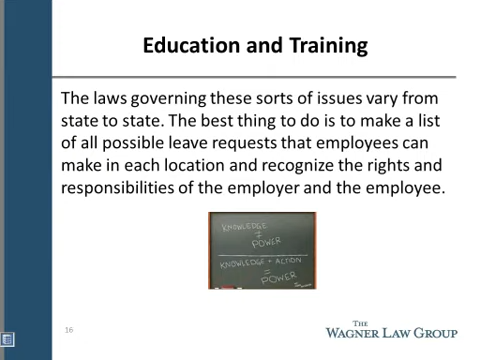 Education and Training
The laws governing these sorts of issues vary from
state to state. The best thing to do is to make a list
of all possible leave requests that employees can
make in each location and recognize the rights and
responsibilities of the employer and the employee.
KNOWLEDGE
≠
POWER
KNOWLEDGE + ACTION
=
POWER
16
THE
WAGNER LAW GROUP